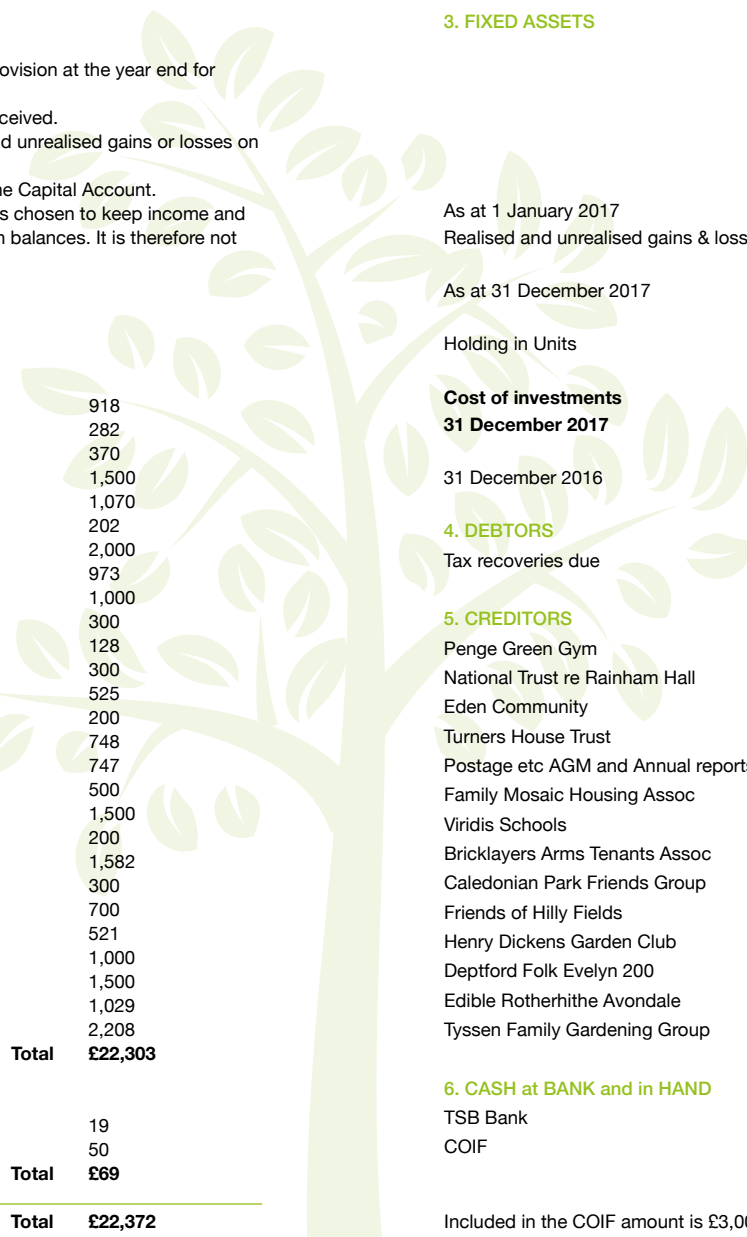 ovision at the year end for
ceived.
d unrealised gains or losses on
ne Capital Account.
s chosen to keep income and
n balances. It is therefore not
918
282
370
1,500
1,070
202
2,000
973
1,000
300
128
300
525
200
748
747
500
1,500
200
1,582
300
700
521
1,000
1,500
1,029
2,208
Total £22,303
19
50
Total £69
Total £22,372
3. FIXED ASSETS
As at 1 January 2017
Realised and unrealised gains & loss
As at 31 December 2017
Holding in Units
Cost of investments
31 December 2017
31 December 2016
4. DEBTORS
Tax recoveries due
5. CREDITORS
Penge Green Gym
National Trust re Rainham Hall
Eden Community
Turners House Trust
Postage etc AGM and Annual reports
Family Mosaic Housing Assoc
Viridis Schools
Bricklayers Arms Tenants Assoc
Caledonian Park Friends Group
Friends of Hilly Fields
Henry Dickens Garden Club
Deptford Folk Evelyn 200
Edible Rotherhithe Avondale
Tyssen Family Gardening Group
6. CASH at BANK and in HAND
TSB Bank
COIF
Included in the COIF amount is £3,00